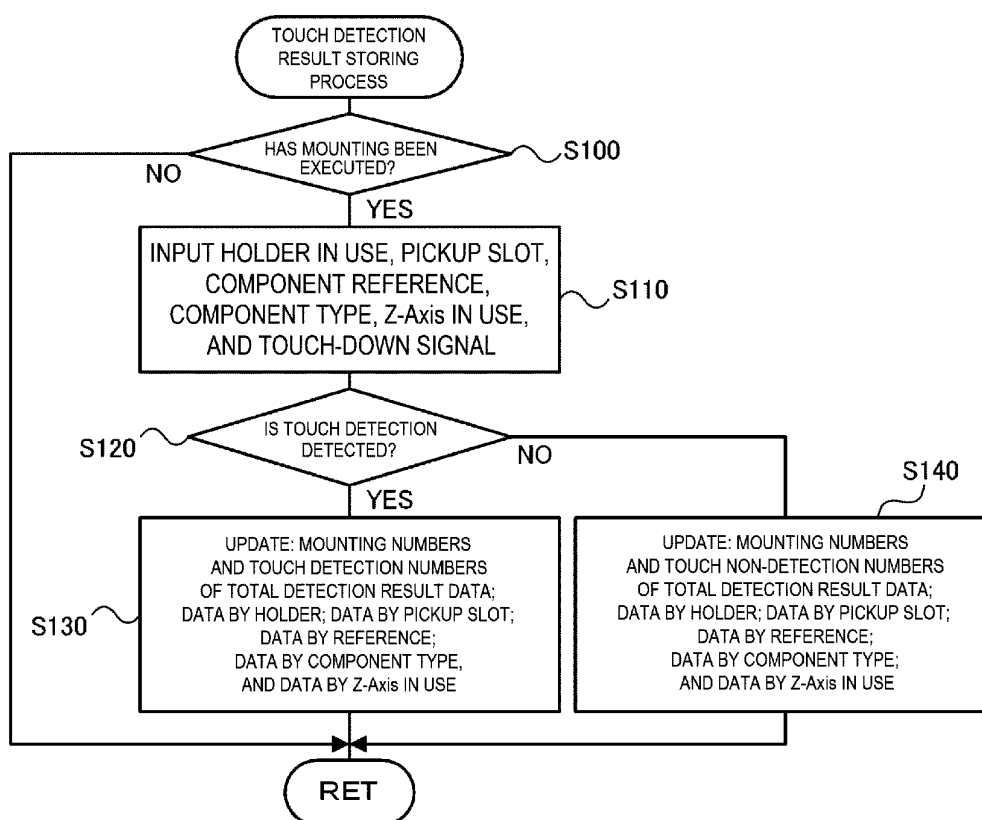 TOUCH DETECTION
RESULT STORING
PROCESS
HAS MOUNTING BEEN
EXECUTED?
S100
NO
YES
INPUT HOLDER IN USE, PICKUP SLOT,
COMPONENT REFERENCE,
COMPONENT TYPE, Z-Axis IN USE,
AND TOUCH-DOWN SIGNAL
S110
IS TOUCH DETECTION
DETECTED?
S120
NO
YES
S140
UPDATE: MOUNTING NUMBERS
AND TOUCH DETECTION NUMBERS
OF TOTAL DETECTION RESULT DATA;
DATA BY HOLDER; DATA BY PICKUP SLOT;
DATA BY REFERENCE;
DATA BY COMPONENT TYPE,
AND DATA BY Z-Axis IN USE
S130
UPDATE: MOUNTING NUMBERS
AND TOUCH NON-DETECTION NUMBERS
OF TOTAL DETECTION RESULT DATA;
DATA BY HOLDER; DATA BY PICKUP SLOT;
DATA BY REFERENCE;
DATA BY COMPONENT TYPE;
AND DATA BY Z-Axis IN USE
RET